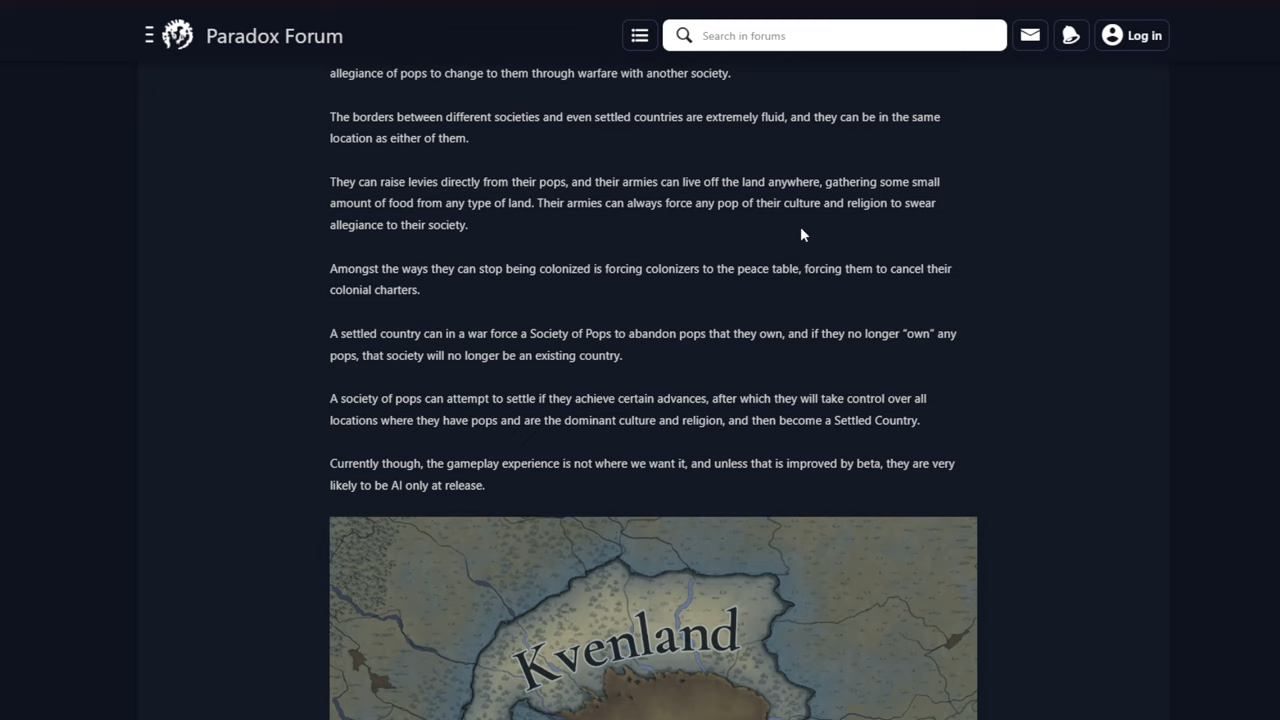 Paradox Forum
Search in forums
Log in
allegiance of pops to change to them through warfare with another society.
The borders between different societies and even settled countries are extremely fluid, and they can be in the same
location as either of them.
They can raise levies directly from their pops, and their armies can live off the land anywhere, gathering some small
amount of food from any type of land. Their armies can always force any pop of their culture and religion to swear
allegiance to their society.
Amongst the ways they can stop being colonized is forcing colonizers to the peace table, forcing them to cancel their
colonial charters.
A settled country can in a war force a Society of Pops to abandon pops that they own, and if they no longer “own” any
pops, that society will no longer be an existing country.
A society of pops can attempt to settle if they achieve certain advances, after which they will take control over all
locations where they have pops and are the dominant culture and religion, and then become a Settled Country.
Currently though, the gameplay experience is not where we want it, and unless that is improved by beta, they are very
likely to be AI only at release.
Kvenland